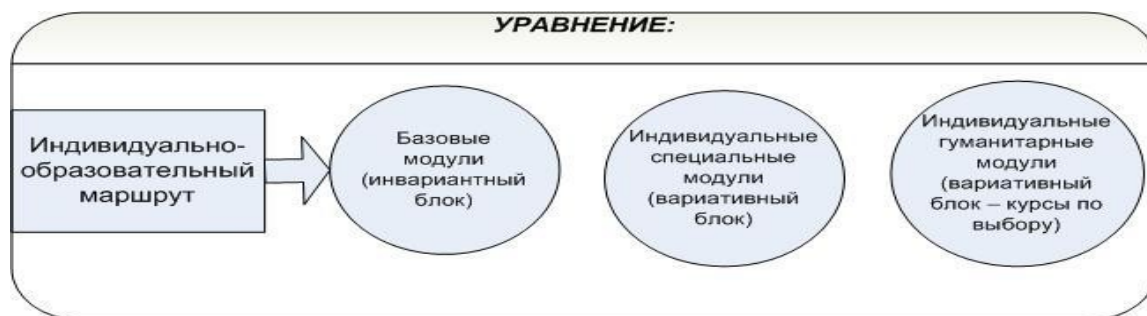 УРАВНЕНИЕ:
Индивидуально-
образовательный
маршрут
Базовые
модули
(инвариантный
блок)
Индивидуальные
специальные
модули
(вариативный
блок)
Индивидуальные
гуманитарные
модули
(вариативный
блок – курсы по
выбору)